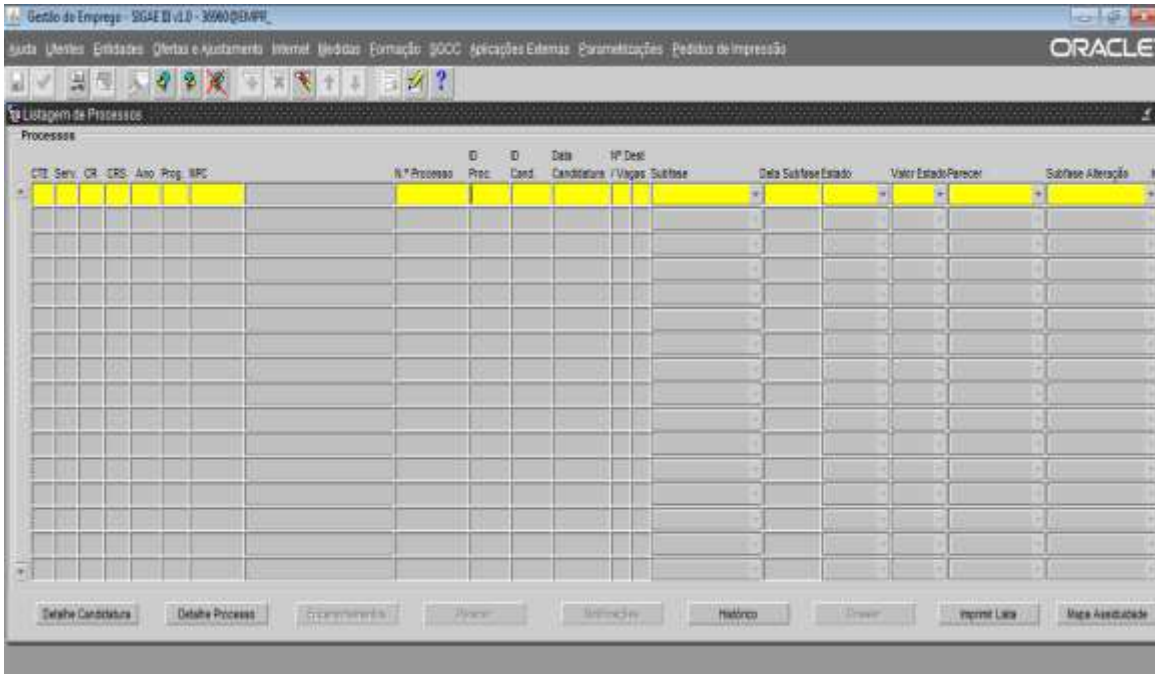 Gestão do Emprego - SIGAE III v1.0 - 36960@EMPR_
Ajuda Utentes Entidades Ofertas e Ajustamento Internet Medidas Formação SGCC Aplicações Externas Parametrizações Pedidos de Impressão
ORACLE
Listagem de Processos
Processos
ID ID Data Nº Dest
CTE Serv. CR CRS Ano Prog. NPC N.º Processo Proc. Cand. Candidatura / Vagas Subfase Data Subfase Estado Valor Estado Parecer Subfase Alteração
Detalhe Candidatura Detalhe Processo Histórico Imprimir Lista Mapa Assiduidade